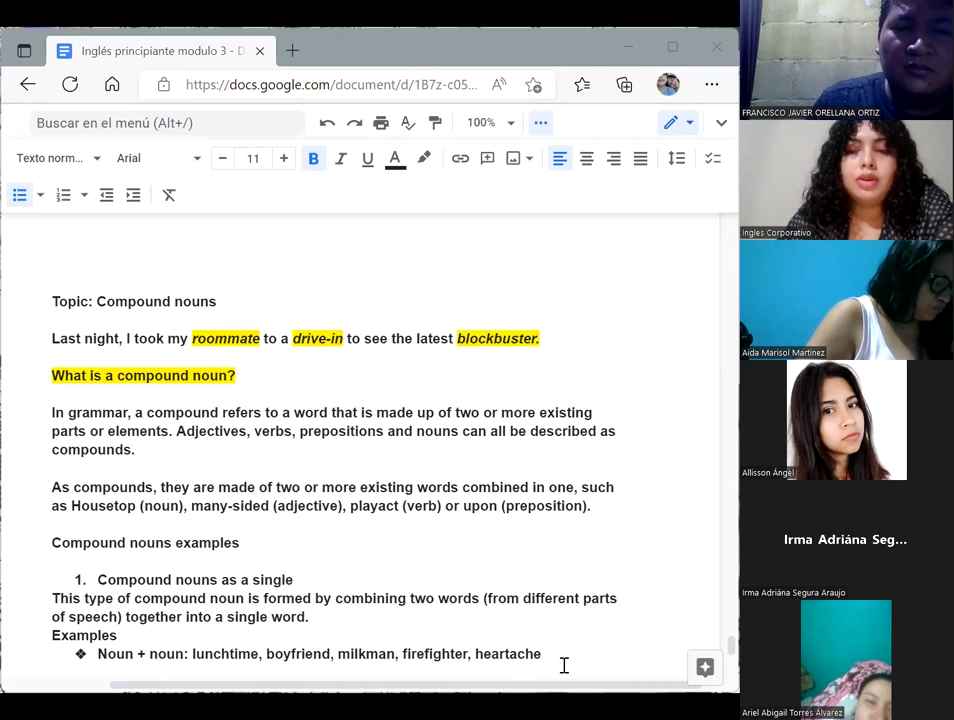 Inglés principiante modulo 3 - D
https://docs.google.com/document/d/1B7z-c05...
Buscar en el menú (Alt+/)
100%
Texto norm...
Arial
11
B
I
U
A
Topic: Compound nouns
Last night, I took my roommate to a drive-in to see the latest blockbuster.
What is a compound noun?
In grammar, a compound refers to a word that is made up of two or more existing
parts or elements. Adjectives, verbs, prepositions and nouns can all be described as
compounds.
As compounds, they are made of two or more existing words combined in one, such
as Housetop (noun), many-sided (adjective), playact (verb) or upon (preposition).
Compound nouns examples
1. Compound nouns as a single
This type of compound noun is formed by combining two words (from different parts
of speech) together into a single word.
Examples
❖ Noun + noun: lunchtime, boyfriend, milkman, firefighter, heartache
FRANCISCO JAVIER ORELLANA ORTIZ
Ingles Corporativo
Aida Marisol Martinez
Allisson Ángel
Irma Adriána Seg...
Irma Adriána Segura Araujo
Ariel Abigail Torres Álvarez